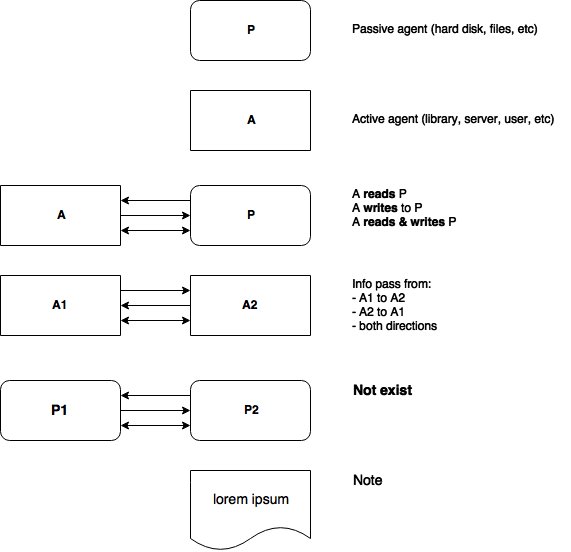 P
Passive agent (hard disk, files, etc)
A
Active agent (library, server, user, etc)
A
P
A reads P
A writes to P
A reads & writes P
A1
A2
Info pass from:
- A1 to A2
- A2 to A1
- both directions
P1
P2
Not exist
lorem ipsum
Note